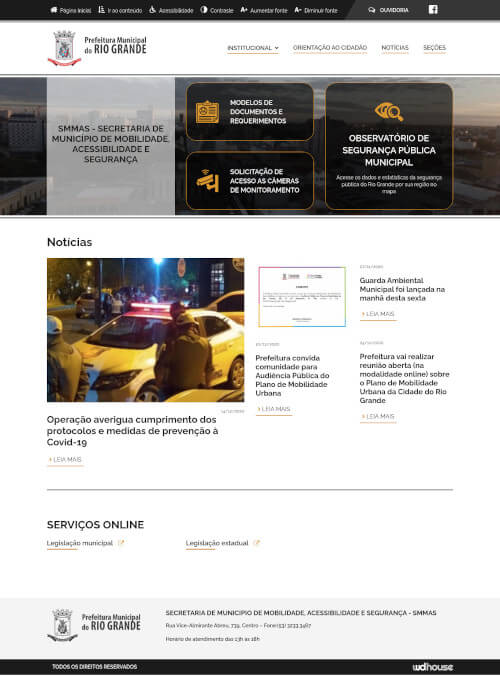 Página Inicial
Ir ao conteúdo
Acessibilidade
Contraste
A+ Aumentar fonte
A- Diminuir fonte
OUVIDORIA
Prefeitura Municipal
do RIO GRANDE
INSTITUCIONAL
ORIENTAÇÃO AO CIDADÃO
NOTÍCIAS
SEÇÕES
SMMAS - SECRETARIA DE
MUNICÍPIO DE MOBILIDADE,
ACESSIBILIDADE E
SEGURANÇA
MODELOS DE
DOCUMENTOS E
REQUERIMENTOS
SOLICITAÇÃO DE
ACESSO AS CÂMERAS
DE MONITORAMENTO
OBSERVATÓRIO DE
SEGURANÇA PÚBLICA
MUNICIPAL
Acesse os dados e estatísticas da segurança
pública do Rio Grande por sua região no
mapa
Notícias
Operação averigua cumprimento dos
protocolos e medidas de prevenção à
Covid-19
LEIA MAIS
Prefeitura convida
comunidade para
Audiência Pública do
Plano de Mobilidade
Urbana
LEIA MAIS
Guarda Ambiental
Municipal foi lançada na
manhã desta sexta
LEIA MAIS
Prefeitura vai realizar
reunião aberta (na
modalidade online) sobre
o Plano de Mobilidade
Urbana da Cidade do Rio
Grande
LEIA MAIS
SERVIÇOS ONLINE
Legislação municipal
Legislação estadual
Prefeitura Municipal
do RIO GRANDE
SECRETARIA DE MUNICIPIO DE MOBILIDADE, ACESSIBILIDADE E SEGURANÇA - SMMAS
Rua Vice-Almirante Abreu, 739, Centro – Fone:(53) 3233.3467
Horário de atendimento das 13h às 18h
TODOS OS DIREITOS RESERVADOS
wdhouse